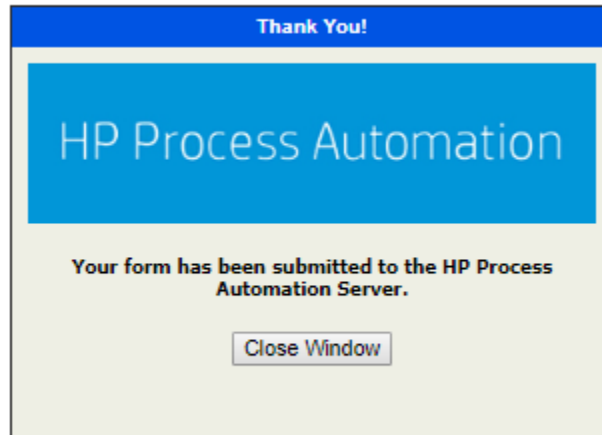 Thank You!
HP Process Automation
Your form has been submitted to the HP Process
Automation Server.
Close Window